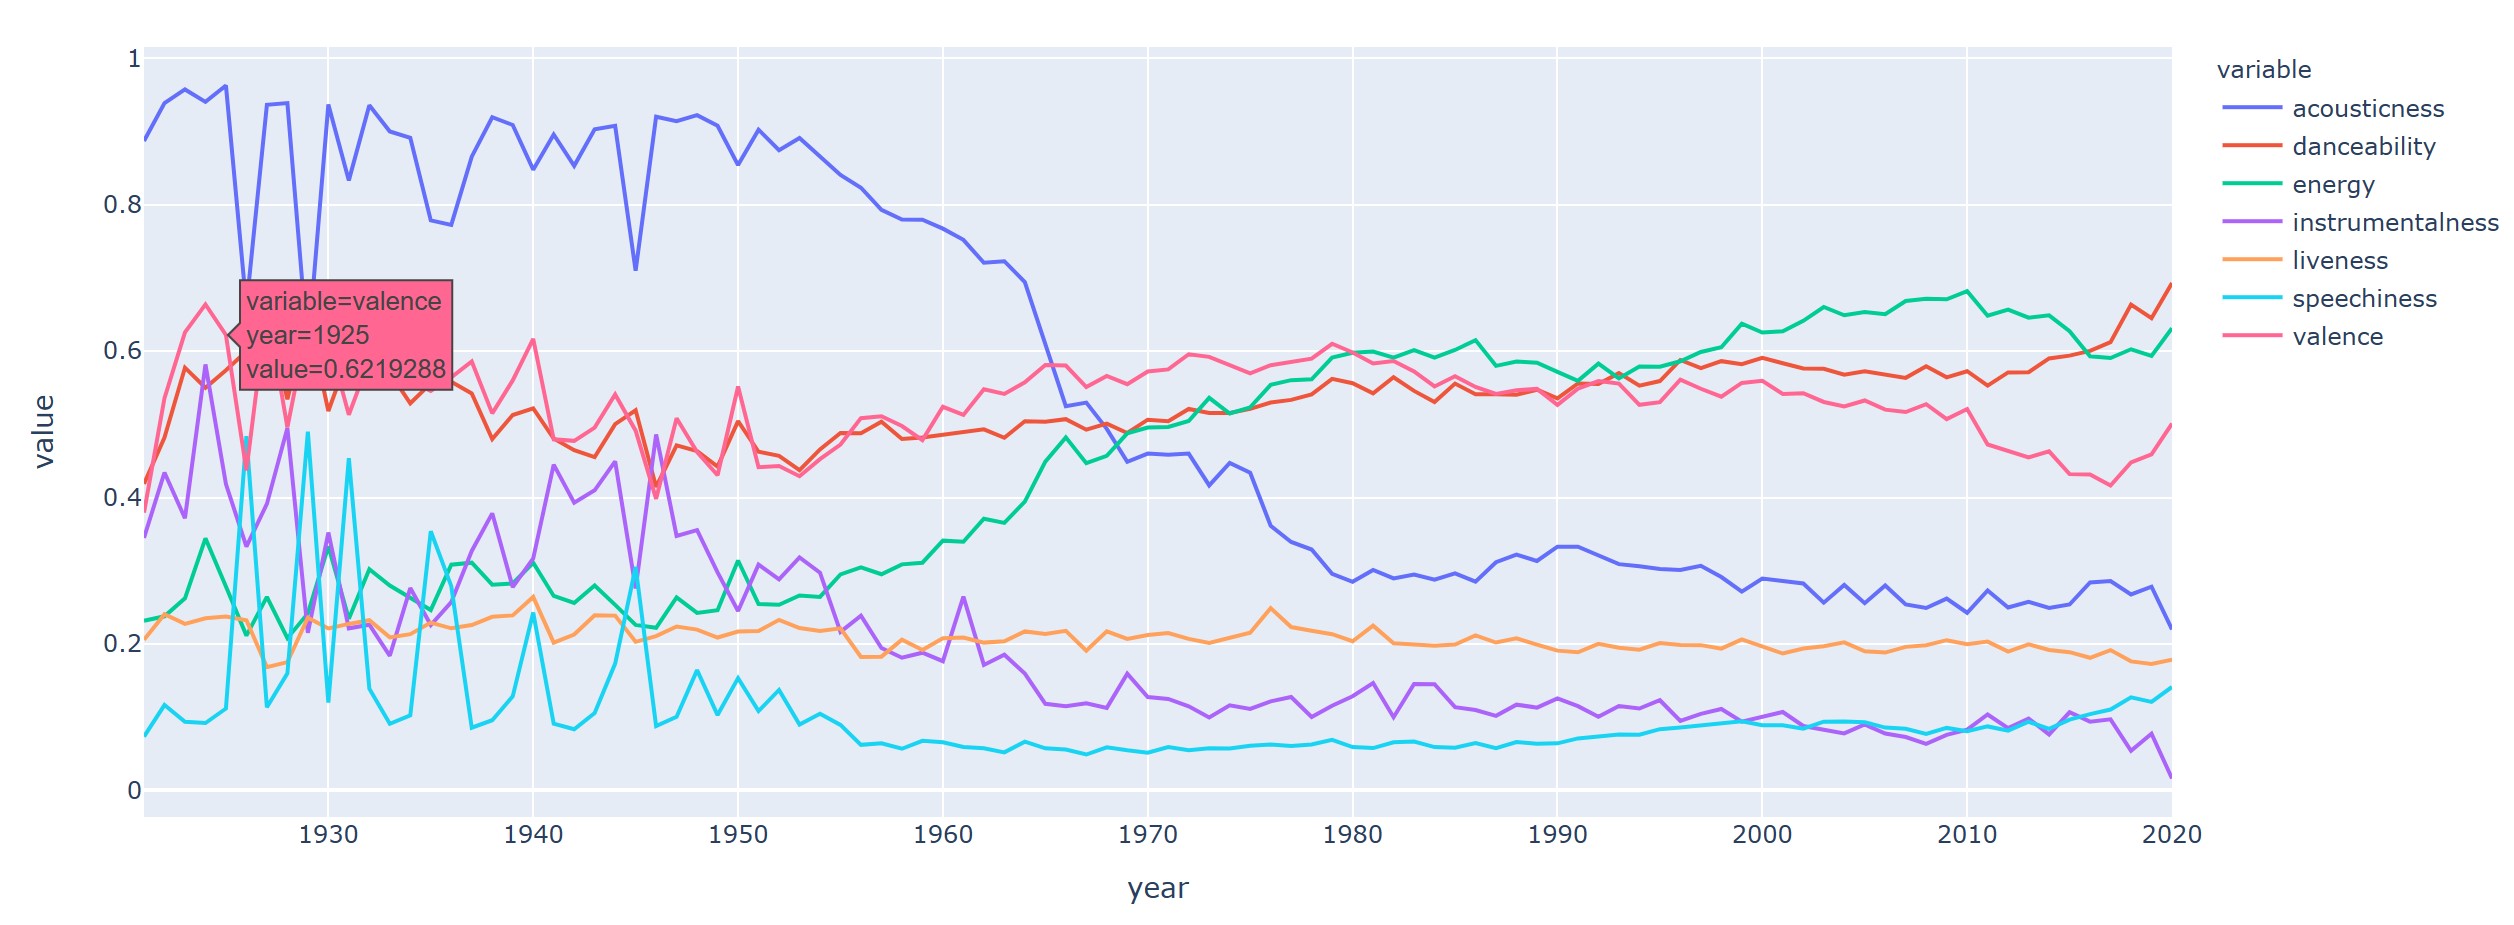 variable
acousticness
danceability
energy
instrumentalness
liveness
speechiness
valence
1
0.8
0.6
0.4
0.2
0
value
variable=valence
year=1925
value=0.6219288
1930 1940 1950 1960 1970 1980 1990 2000 2010 2020
year